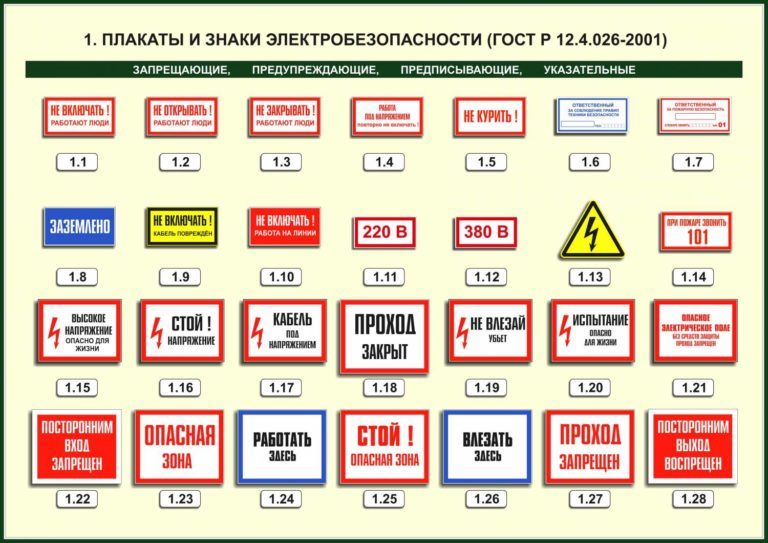 1. ПЛАКАТЫ И ЗНАКИ ЭЛЕКТРОБЕЗОПАСНОСТИ (ГОСТ Р 12.4.026-2001)
ЗАПРЕЩАЮЩИЕ, ПРЕДУПРЕЖДАЮЩИЕ, ПРЕДПИСЫВАЮЩИЕ, УКАЗАТЕЛЬНЫЕ
НЕ ВКЛЮЧАТЬ !
РАБОТАЮТ ЛЮДИ
1.1
НЕ ОТКРЫВАТЬ !
РАБОТАЮТ ЛЮДИ
1.2
НЕ ЗАКРЫВАТЬ !
РАБОТАЮТ ЛЮДИ
1.3
РАБОТА
ПОД НАПРЯЖЕНИЕМ
повторно не включать !
1.4
НЕ КУРИТЬ !
1.5
ОТВЕТСТВЕННЫЙ
ЗА СОБЛЮДЕНИЕ ПРАВИЛ
ТЕХНИКИ БЕЗОПАСНОСТИ
1.6
ОТВЕТСТВЕННЫЙ
ЗА ПОЖАРНУЮ БЕЗОПАСНОСТЬ
01
1.7
ЗАЗЕМЛЕНО
1.8
НЕ ВКЛЮЧАТЬ !
КАБЕЛЬ ПОВРЕЖДЁН
1.9
НЕ ВКЛЮЧАТЬ !
РАБОТА НА ЛИНИИ
1.10
220 В
1.11
380 В
1.12
1.13
ПРИ ПОЖАРЕ ЗВОНИТЬ
101
1.14
ВЫСОКОЕ
НАПРЯЖЕНИЕ
ОПАСНО ДЛЯ
ЖИЗНИ
1.15
СТОЙ !
НАПРЯЖЕНИЕ
1.16
КАБЕЛЬ
ПОД
НАПРЯЖЕНИЕМ
1.17
ПРОХОД
ЗАКРЫТ
1.18
НЕ ВЛЕЗАЙ
УБЬЕТ
1.19
ИСПЫТАНИЕ
ОПАСНО
ДЛЯ ЖИЗНИ
1.20
ОПАСНОЕ
ЭЛЕКТРИЧЕСКОЕ ПОЛЕ
БЕЗ СРЕДСТВ ЗАЩИТЫ
ПРОХОД ЗАПРЕЩЕН
1.21
ПОСТОРОННИМ
ВХОД
ЗАПРЕЩЕН
1.22
ОПАСНАЯ
ЗОНА
1.23
РАБОТАТЬ
ЗДЕСЬ
1.24
СТОЙ !
ОПАСНАЯ ЗОНА
1.25
ВЛЕЗАТЬ
ЗДЕСЬ
1.26
ПРОХОД
ЗАПРЕЩЕН
1.27
ПОСТОРОННИМ
ВЫХОД
ВОСПРЕЩЕН
1.28